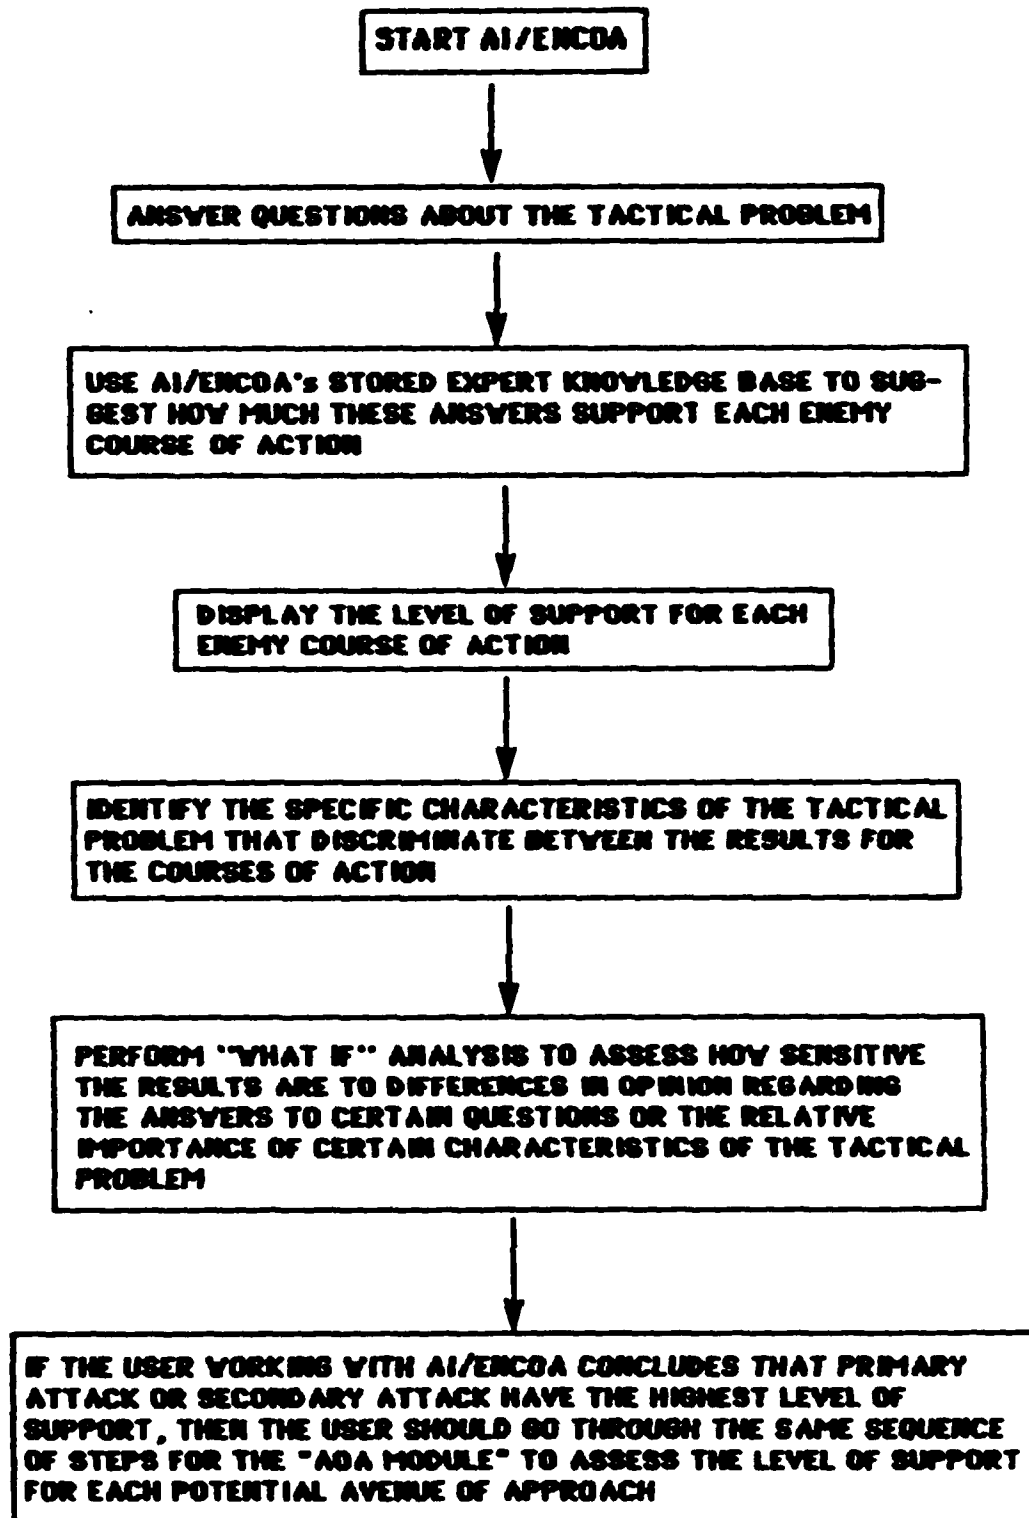 START AI/ENCOA
ANSWER QUESTIONS ABOUT THE TACTICAL PROBLEM
USE AI/ENCOA's STORED EXPERT KNOWLEDGE BASE TO SUG-
GEST HOW MUCH THESE ANSWERS SUPPORT EACH ENEMY
COURSE OF ACTION
DISPLAY THE LEVEL OF SUPPORT FOR EACH
ENEMY COURSE OF ACTION
IDENTIFY THE SPECIFIC CHARACTERISTICS OF THE TACTICAL
PROBLEM THAT DISCRIMINATE BETWEEN THE RESULTS FOR
THE COURSES OF ACTION
PERFORM "WHAT IF" ANALYSIS TO ASSESS HOW SENSITIVE
THE RESULTS ARE TO DIFFERENCES IN OPINION REGARDING
THE ANSWERS TO CERTAIN QUESTIONS OR THE RELATIVE
IMPORTANCE OF CERTAIN CHARACTERISTICS OF THE TACTICAL
PROBLEM
IF THE USER WORKING WITH AI/ENCOA CONCLUDES THAT PRIMARY
ATTACK OR SECONDARY ATTACK HAVE THE HIGHEST LEVEL OF
SUPPORT, THEN THE USER SHOULD GO THROUGH THE SAME SEQUENCE
OF STEPS FOR THE "AOA MODULE" TO ASSESS THE LEVEL OF SUPPORT
FOR EACH POTENTIAL AVENUE OF APPROACH